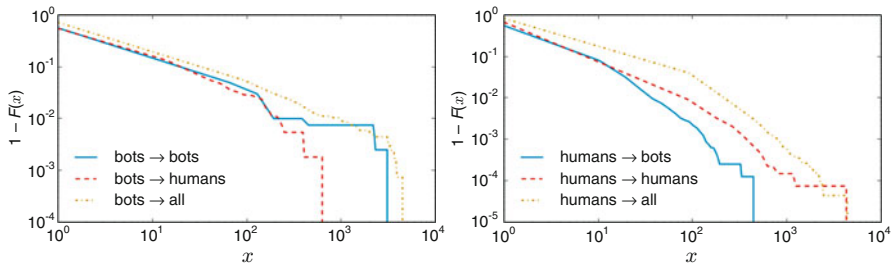 10^0
10^-1
10^-2
10^-3
10^-4
1 − F(x)
bots → bots
bots → humans
bots → all
10^0 10^1 10^2 10^3 10^4
x
10^0
10^-1
10^-2
10^-3
10^-4
10^-5
1 − F(x)
humans → bots
humans → humans
humans → all
10^0 10^1 10^2 10^3 10^4
x